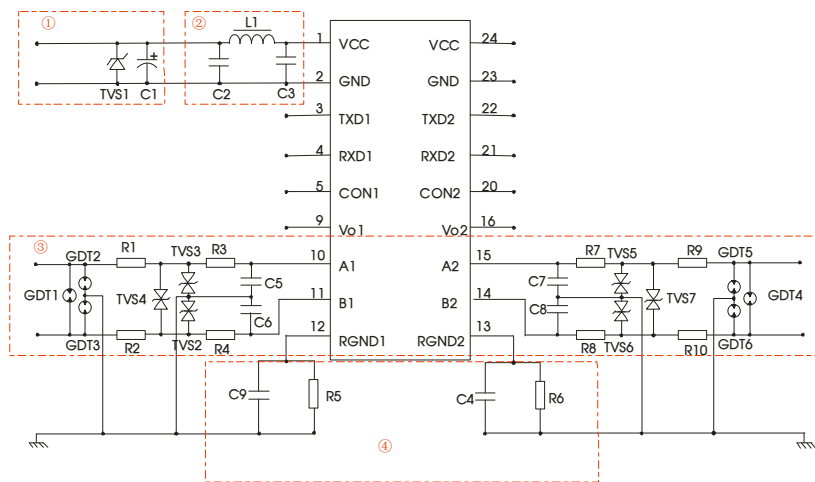 ① ② L1
1 VCC VCC 24
TVS1 C1 C2 C3
2 GND GND 23
3 TXD1 TXD2 22
4 RXD1 RXD2 21
5 CON1 CON2 20
9 Vo1 Vo2 16
③
GDT2 R1 TVS3 R3 10 A1 A2 15 R7 TVS5 R9 GDT5
GDT1 TVS4 C5 C7 TVS7 GDT4
11 B1 B2 14
C6 C8
GDT3 R2 TVS2 R4 12 RGND1 RGND2 13 R8 TVS6 R10 GDT6
C9 R5 C4 R6
④